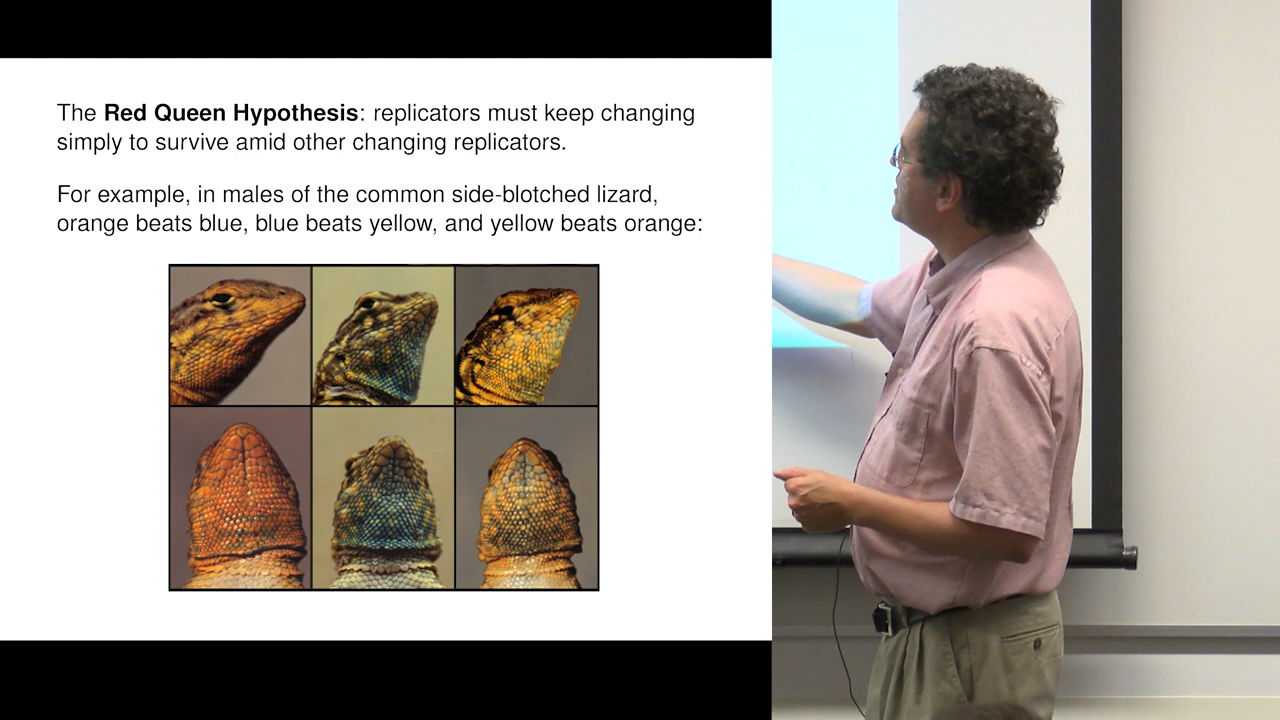 The Red Queen Hypothesis: replicators must keep changing
simply to survive amid other changing replicators.
For example, in males of the common side-blotched lizard,
orange beats blue, blue beats yellow, and yellow beats orange: